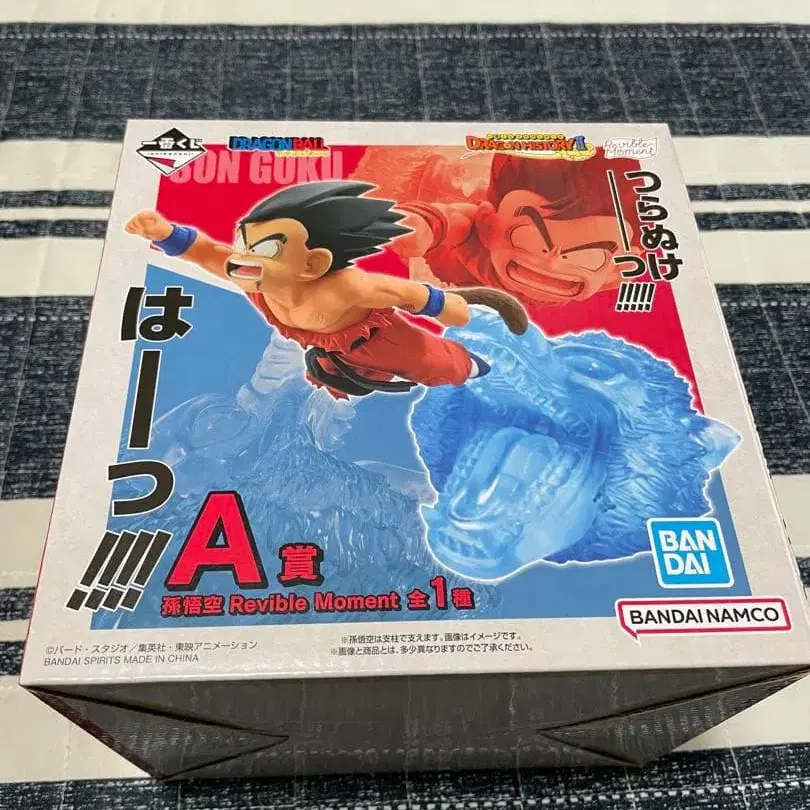 一番くじ
DRAGON BALL
DRAGON HISTORY II
Revible Moment
SON GOKU
つらぬけーーっ!!!!!
はーーっ!!!!
A賞
孫悟空 Revible Moment 全1種
BAN
DAI
BANDAI NAMCO
©バード・スタジオ／集英社・東映アニメーション
BANDAI SPIRITS MADE IN CHINA
※孫悟空は支柱で支えます。画像はイメージです。
※画像と商品とは、多少異なりますのでご了承ください。